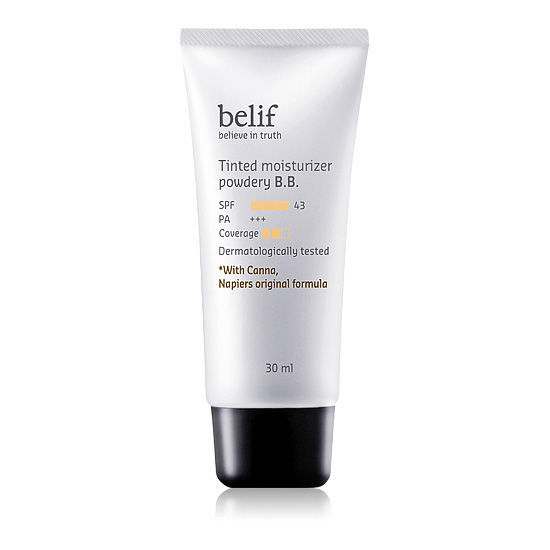 belif
believe in truth
Tinted moisturizer
powdery B.B.
SPF 43
PA +++
Coverage
Dermatologically tested
*With Canna,
Napiers original formula
30 ml